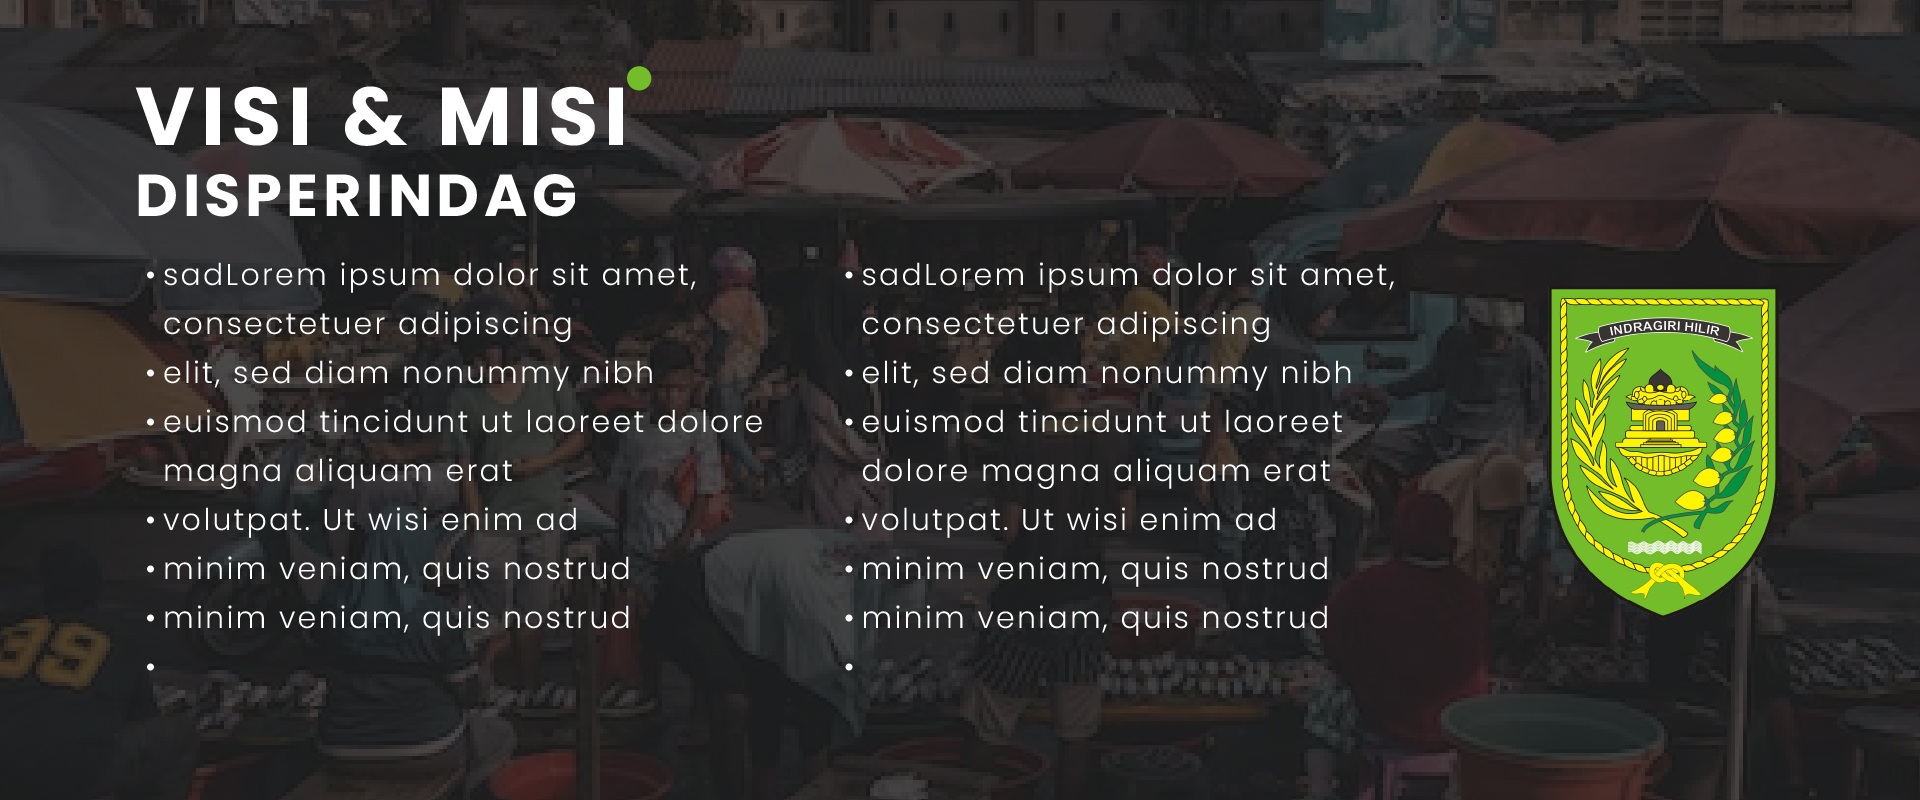 VISI & MISI
DISPERINDAG
• sadLorem ipsum dolor sit amet,
consectetuer adipiscing
• elit, sed diam nonummy nibh
• euismod tincidunt ut laoreet dolore
magna aliquam erat
• volutpat. Ut wisi enim ad
• minim veniam, quis nostrud
• minim veniam, quis nostrud
•
• sadLorem ipsum dolor sit amet,
consectetuer adipiscing
• elit, sed diam nonummy nibh
• euismod tincidunt ut laoreet
dolore magna aliquam erat
• volutpat. Ut wisi enim ad
• minim veniam, quis nostrud
• minim veniam, quis nostrud
•
INDRAGIRI HILIR
39